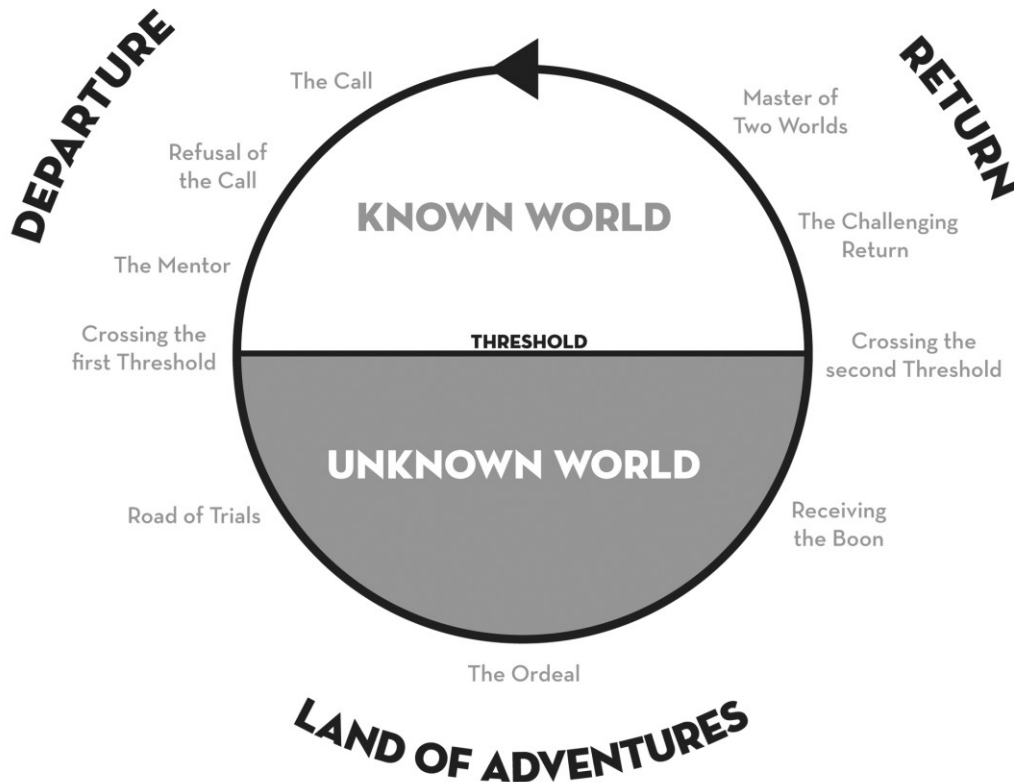 DEPARTURE
RETURN
The Call
Master of
Two Worlds
Refusal of
the Call
KNOWN WORLD
The Challenging
Return
The Mentor
Crossing the
first Threshold
THRESHOLD
Crossing the
second Threshold
UNKNOWN WORLD
Road of Trials
Receiving
the Boon
The Ordeal
LAND OF ADVENTURES